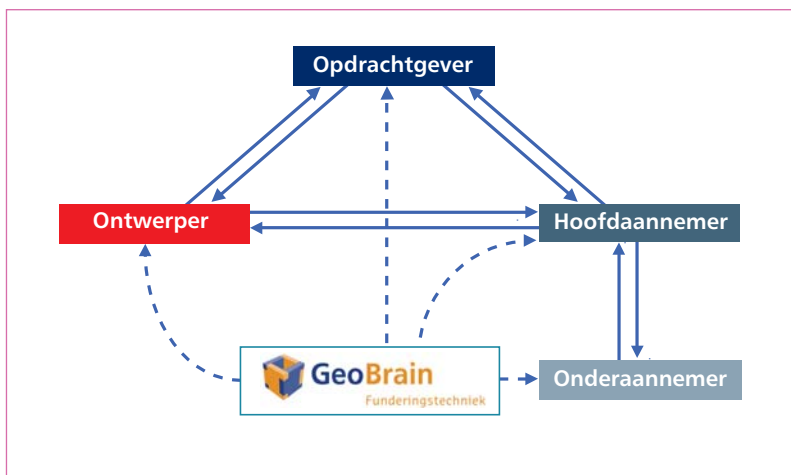 Opdrachtgever
Ontwerper
Hoofdaannemer
GeoBrain
Funderingstechniek
Onderaannemer